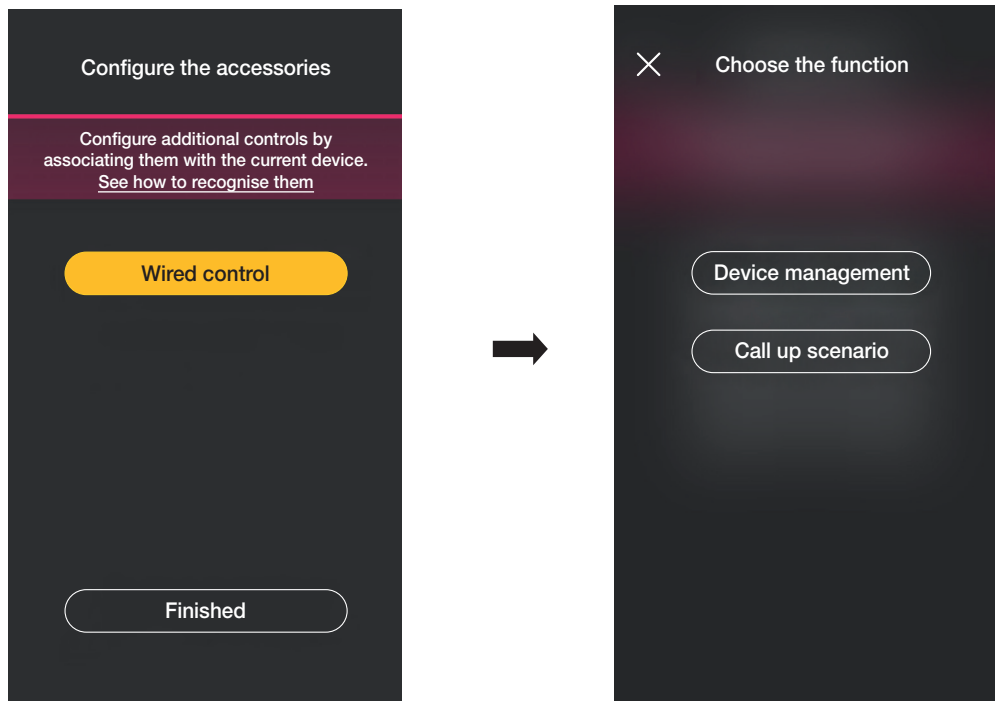 Configure the accessories
Configure additional controls by
associating them with the current device.
See how to recognise them
Wired control
Finished
Choose the function
Device management
Call up scenario